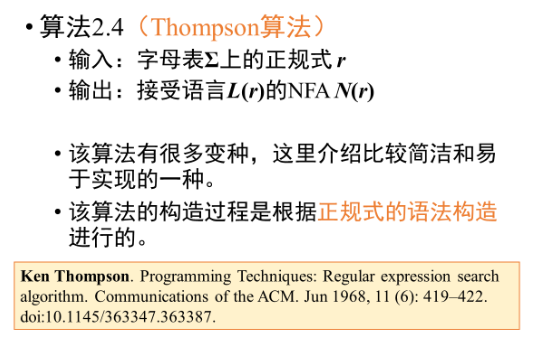 • 算法2.4（Thompson算法）
• 输入：字母表Σ上的正规式 r
• 输出：接受语言L(r)的NFA N(r)
• 该算法有很多变种，这里介绍比较简洁和易
于实现的一种。
• 该算法的构造过程是根据正规式的语法构造
进行的。
Ken Thompson. Programming Techniques: Regular expression search
algorithm. Communications of the ACM. Jun 1968, 11 (6): 419–422.
doi:10.1145/363347.363387.